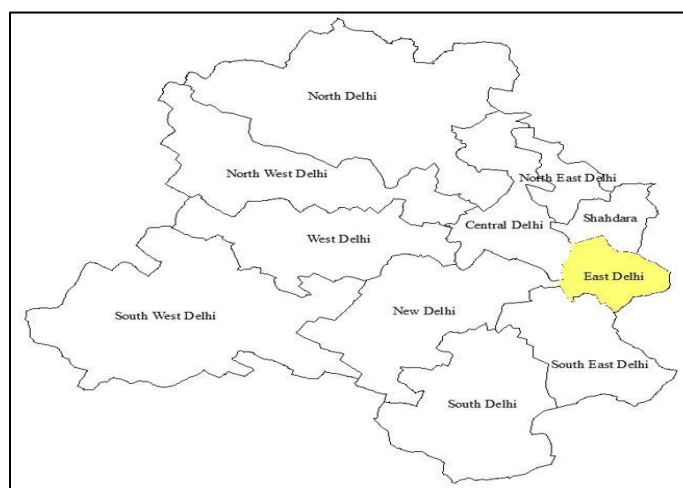 North Delhi
North West Delhi
North East Delhi
Shahdara
Central Delhi
West Delhi
East Delhi
New Delhi
South West Delhi
South East Delhi
South Delhi